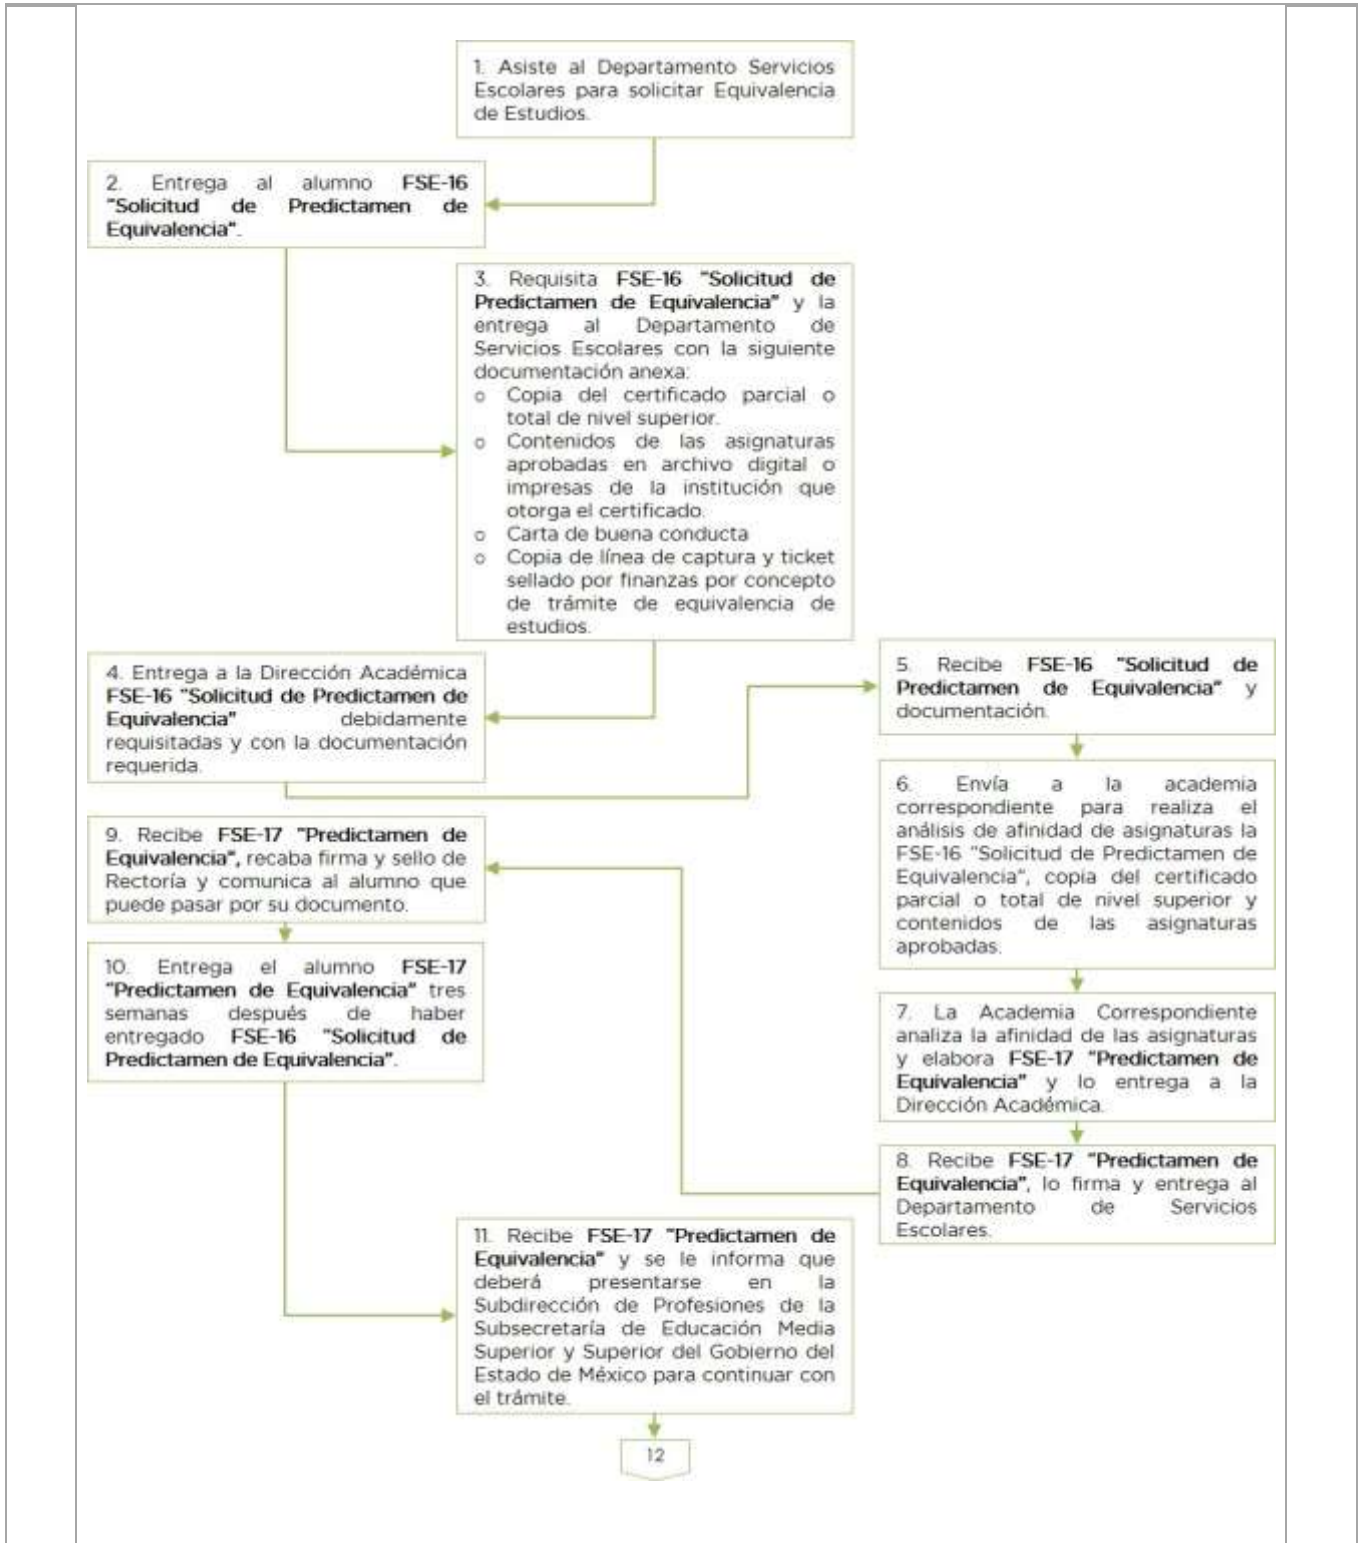 1. Asiste al Departamento Servicios
Escolares para solicitar Equivalencia
de Estudios.
2. Entrega al alumno FSE-16
"Solicitud de Predictamen de
Equivalencia".
3. Requisita FSE-16 "Solicitud de
Predictamen de Equivalencia" y la
entrega al Departamento de
Servicios Escolares con la siguiente
documentación anexa:
o Copia del certificado parcial o
total de nivel superior.
o Contenidos de las asignaturas
aprobadas en archivo digital o
impresas de la institución que
otorga el certificado.
o Carta de buena conducta
o Copia de línea de captura y ticket
sellado por finanzas por concepto
de trámite de equivalencia de
estudios.
4. Entrega a la Dirección Académica
FSE-16 "Solicitud de Predictamen de
Equivalencia" debidamente
requisitadas y con la documentación
requerida.
5. Recibe FSE-16 "Solicitud de
Predictamen de Equivalencia" y
documentación.
6. Envía a la academia
correspondiente para realiza el
análisis de afinidad de asignaturas la
FSE-16 "Solicitud de Predictamen de
Equivalencia", copia del certificado
parcial o total de nivel superior y
contenidos de las asignaturas
aprobadas.
7. La Academia Correspondiente
analiza la afinidad de las asignaturas
y elabora FSE-17 "Predictamen de
Equivalencia" y lo entrega a la
Dirección Académica.
8. Recibe FSE-17 "Predictamen de
Equivalencia", lo firma y entrega al
Departamento de Servicios
Escolares.
9. Recibe FSE-17 "Predictamen de
Equivalencia", recaba firma y sello de
Rectoría y comunica al alumno que
puede pasar por su documento.
10. Entrega el alumno FSE-17
"Predictamen de Equivalencia" tres
semanas después de haber
entregado FSE-16 "Solicitud de
Predictamen de Equivalencia".
11. Recibe FSE-17 "Predictamen de
Equivalencia" y se le informa que
deberá presentarse en la
Subdirección de Profesiones de la
Subsecretaría de Educación Media
Superior y Superior del Gobierno del
Estado de México para continuar con
el trámite.
12